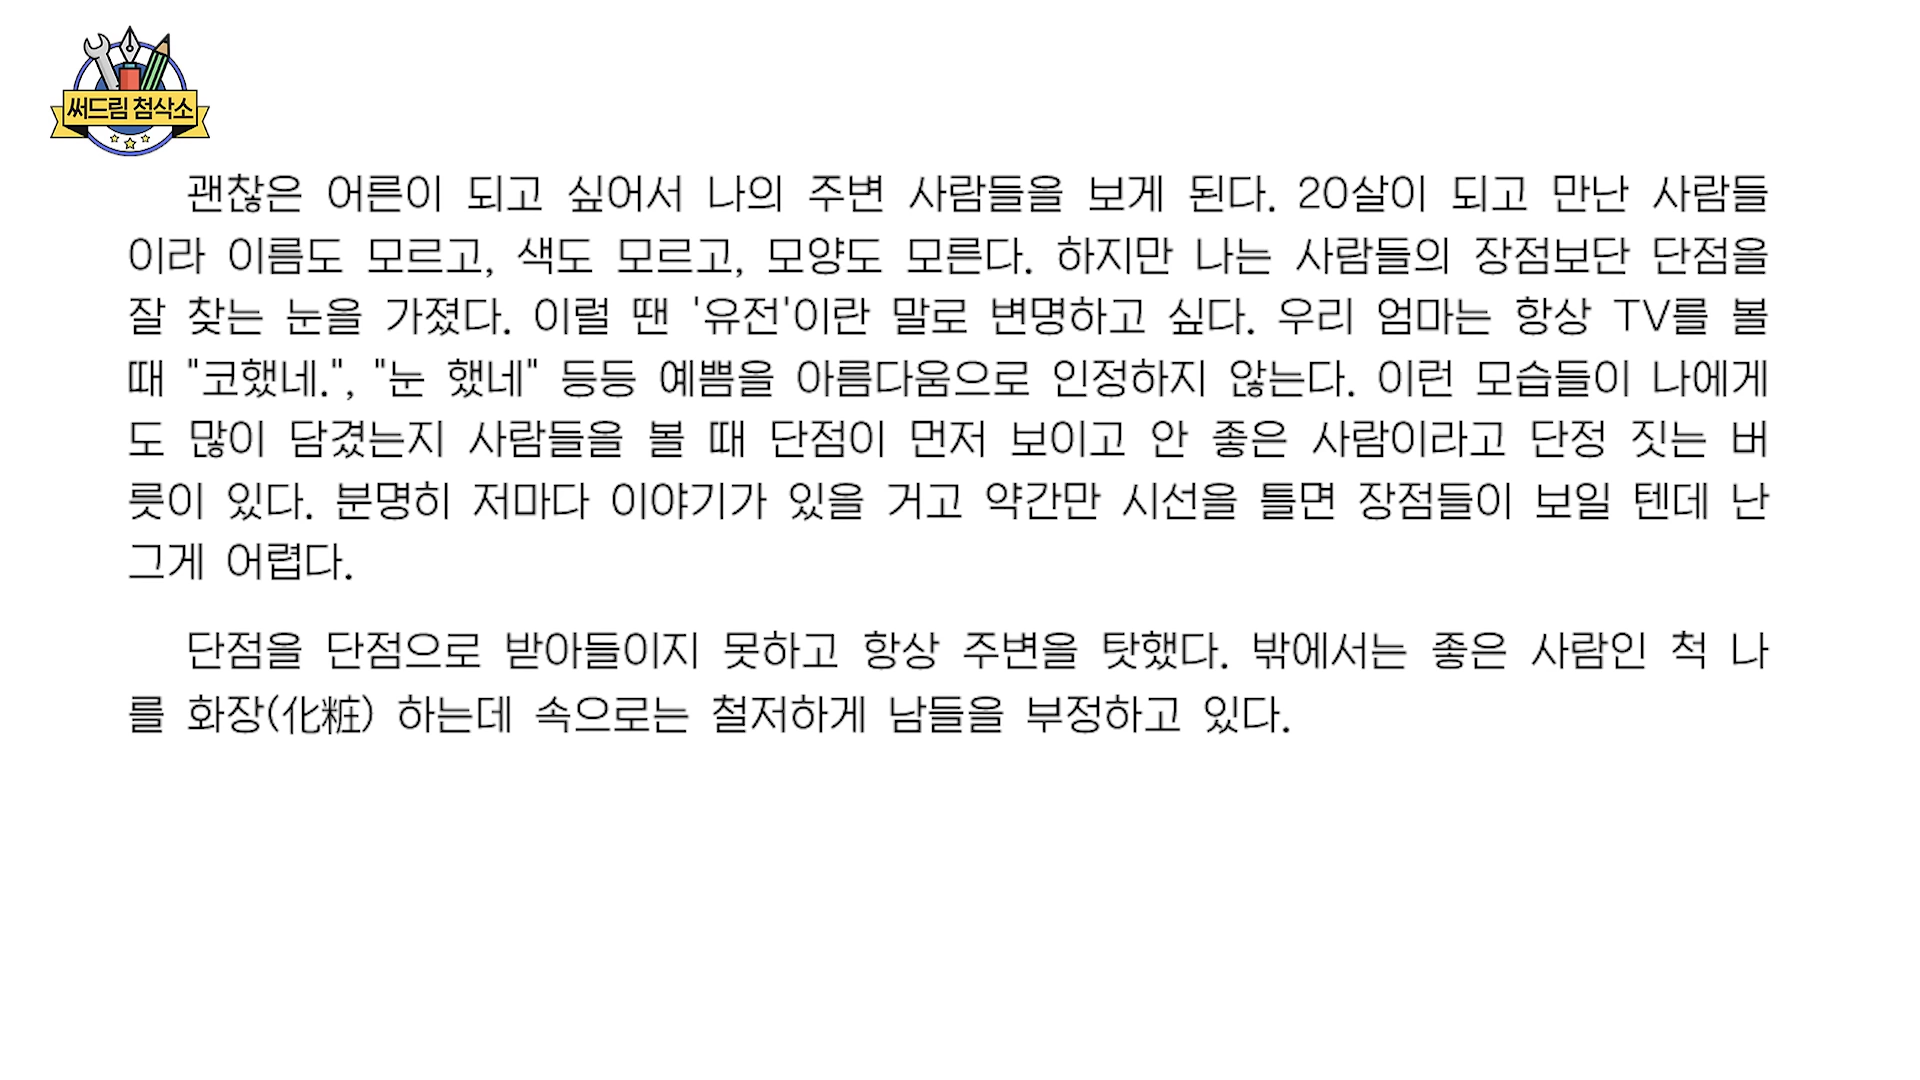 써드림 첨삭소
괜찮은 어른이 되고 싶어서 나의 주변 사람들을 보게 된다. 20살이 되고 만난 사람들
이라 이름도 모르고, 색도 모르고, 모양도 모른다. 하지만 나는 사람들의 장점보단 단점을
잘 찾는 눈을 가졌다. 이럴 땐 '유전'이란 말로 변명하고 싶다. 우리 엄마는 항상 TV를 볼
때 "코했네.", "눈 했네" 등등 예쁨을 아름다움으로 인정하지 않는다. 이런 모습들이 나에게
도 많이 담겼는지 사람들을 볼 때 단점이 먼저 보이고 안 좋은 사람이라고 단정 짓는 버
릇이 있다. 분명히 저마다 이야기가 있을 거고 약간만 시선을 틀면 장점들이 보일 텐데 난
그게 어렵다.
단점을 단점으로 받아들이지 못하고 항상 주변을 탓했다. 밖에서는 좋은 사람인 척 나
를 화장(化粧) 하는데 속으로는 철저하게 남들을 부정하고 있다.